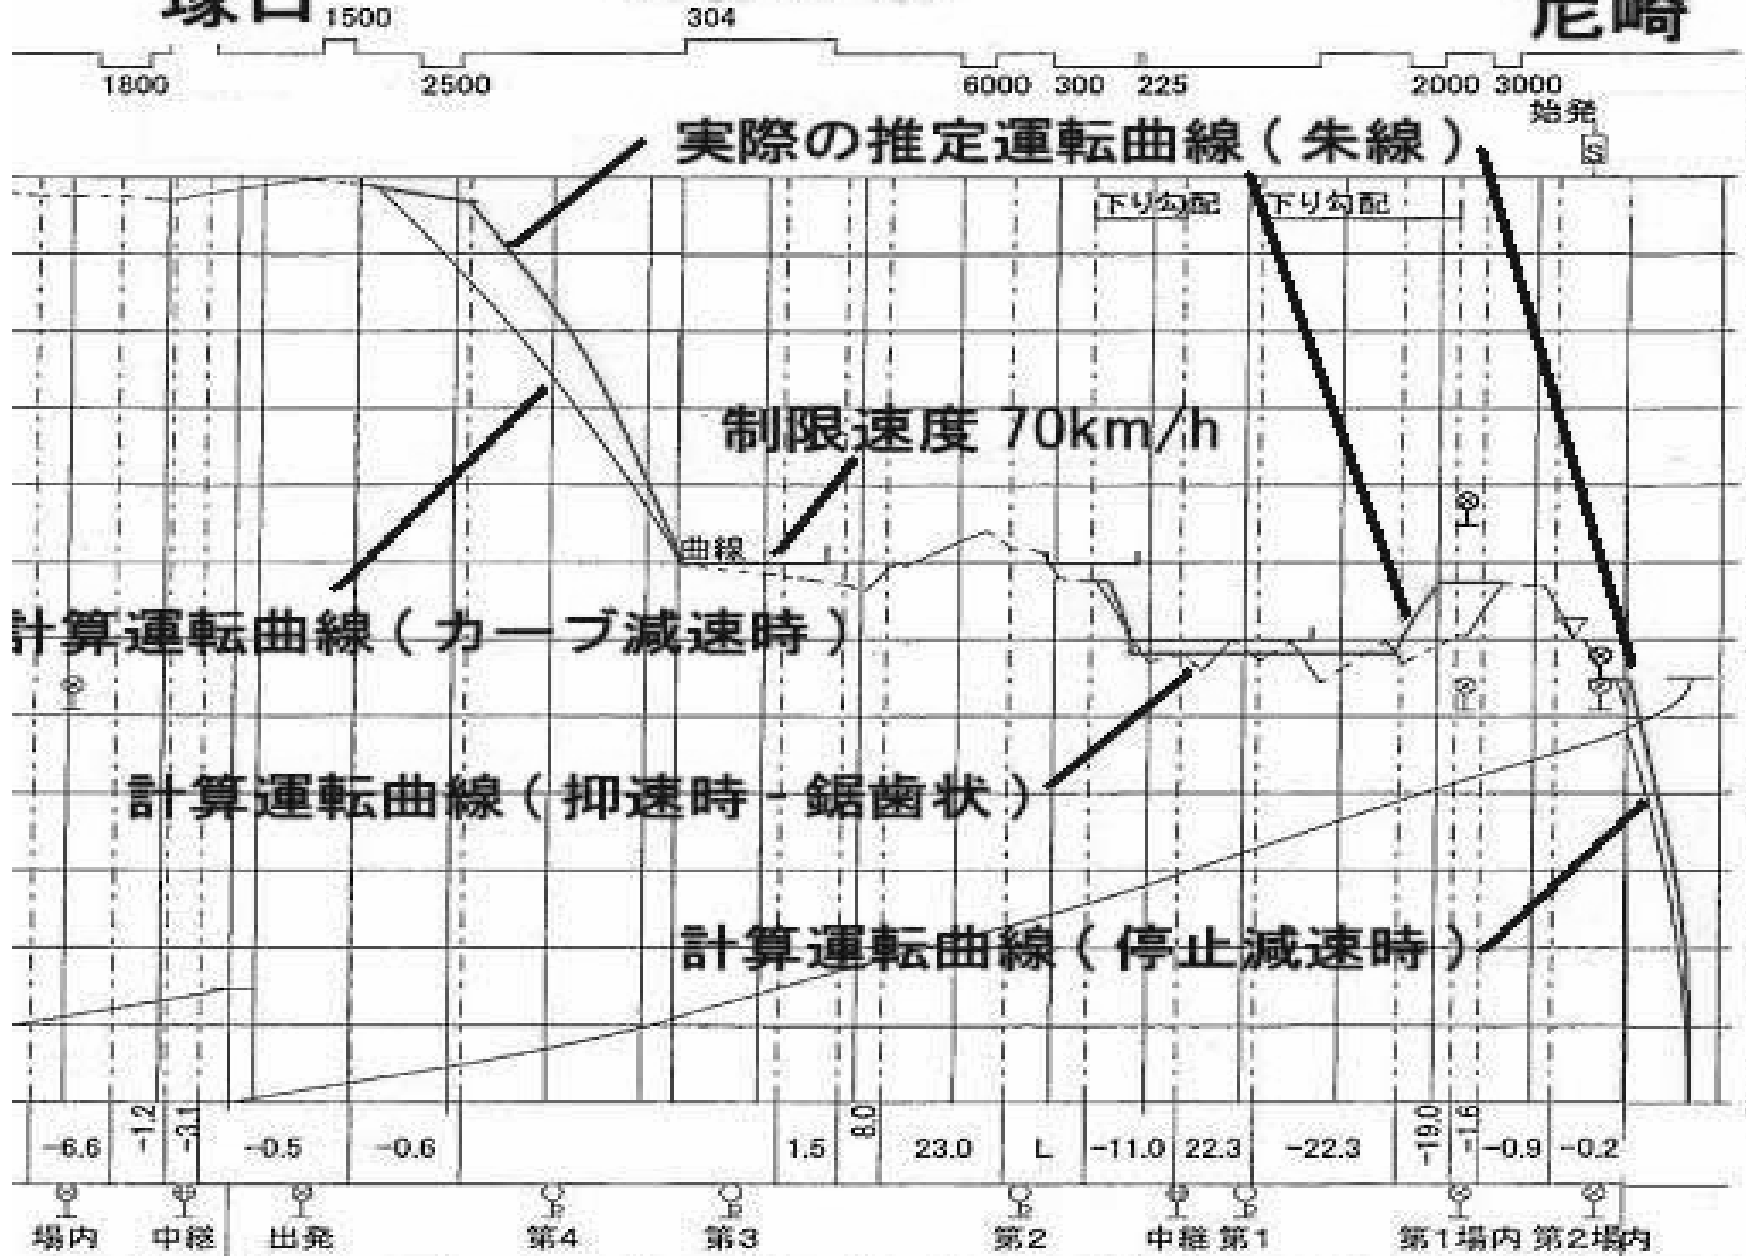 塚口
尼崎
1500
304
1800
2500
6000
300
225
2000
3000
始発
S
実際の推定運転曲線(朱線)
下り勾配
下り勾配
制限速度 70km/h
曲線
計算運転曲線(カーブ減速時)
計算運転曲線(抑速時-鋸歯状)
計算運転曲線(停止減速時)
-6.6
-1.2
-3.1
-0.5
-0.6
1.5
8.0
23.0
L
-11.0
22.3
-22.3
-19.0
-1.6
-0.9
-0.2
場内
中継
出発
第4
第3
第2
中継
第1
第1場内
第2場内